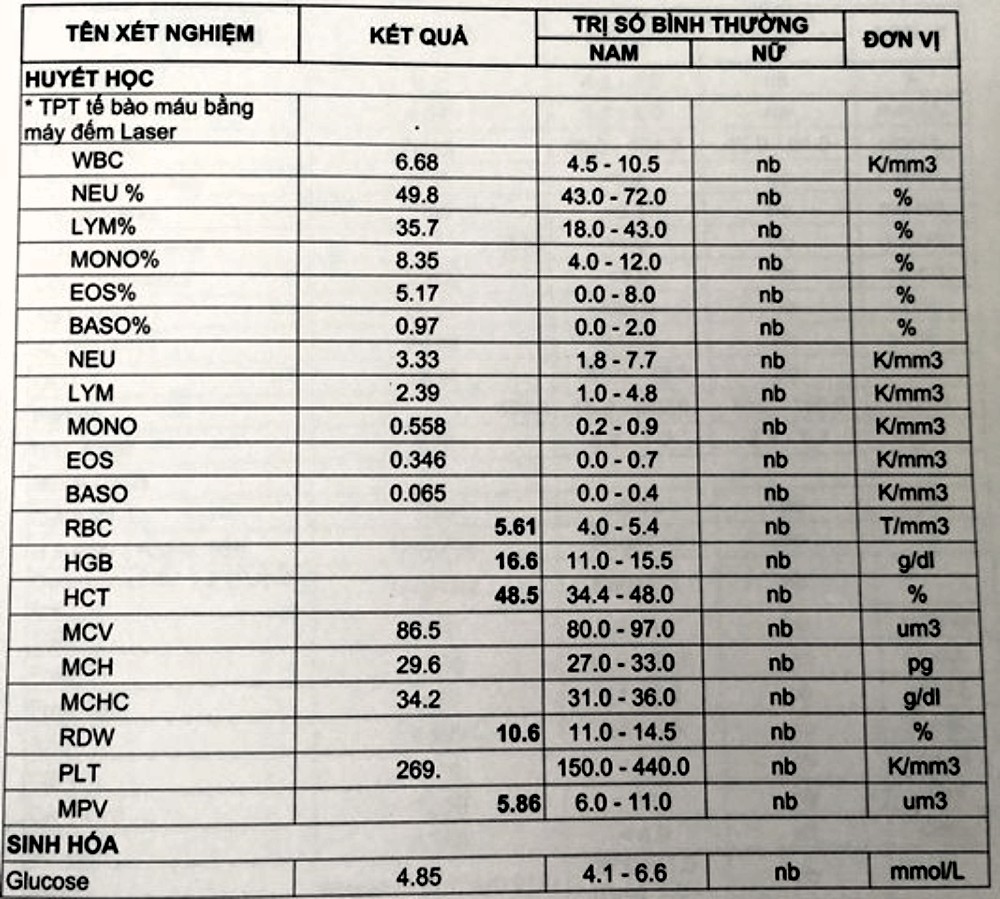 TÊN XÉT NGHIỆM KẾT QUẢ TRỊ SỐ BÌNH THƯỜNG ĐƠN VỊ
NAM NỮ
HUYẾT HỌC
* TPT tế bào máu bằng
máy đếm Laser
WBC 6.68 4.5 - 10.5 nb K/mm3
NEU % 49.8 43.0 - 72.0 nb %
LYM% 35.7 18.0 - 43.0 nb %
MONO% 8.35 4.0 - 12.0 nb %
EOS% 5.17 0.0 - 8.0 nb %
BASO% 0.97 0.0 - 2.0 nb %
NEU 3.33 1.8 - 7.7 nb K/mm3
LYM 2.39 1.0 - 4.8 nb K/mm3
MONO 0.558 0.2 - 0.9 nb K/mm3
EOS 0.346 0.0 - 0.7 nb K/mm3
BASO 0.065 0.0 - 0.4 nb K/mm3
RBC 5.61 4.0 - 5.4 nb T/mm3
HGB 16.6 11.0 - 15.5 nb g/dl
HCT 48.5 34.4 - 48.0 nb %
MCV 86.5 80.0 - 97.0 nb um3
MCH 29.6 27.0 - 33.0 nb pg
MCHC 34.2 31.0 - 36.0 nb g/dl
RDW 10.6 11.0 - 14.5 nb %
PLT 269. 150.0 - 440.0 nb K/mm3
MPV 5.86 6.0 - 11.0 nb um3
SINH HÓA
Glucose 4.85 4.1 - 6.6 nb mmol/L